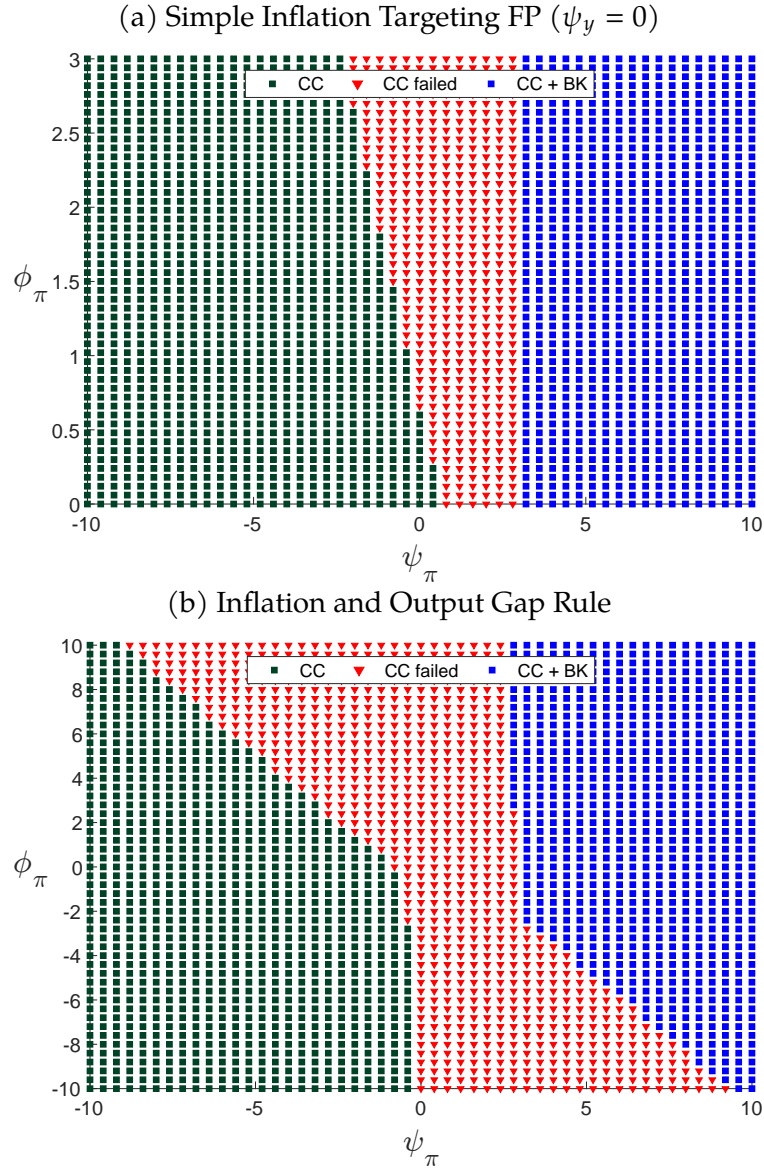 (a) Simple Inflation Targeting FP (ψ_y = 0)
3
CC CC failed CC + BK
2.5
2
1.5
ϕ_π
1
0.5
0
-10 -5 0 5 10
ψ_π
(b) Inflation and Output Gap Rule
10
CC CC failed CC + BK
8
6
4
2
0
ϕ_π
-2
-4
-6
-8
-10
-10 -5 0 5 10
ψ_π